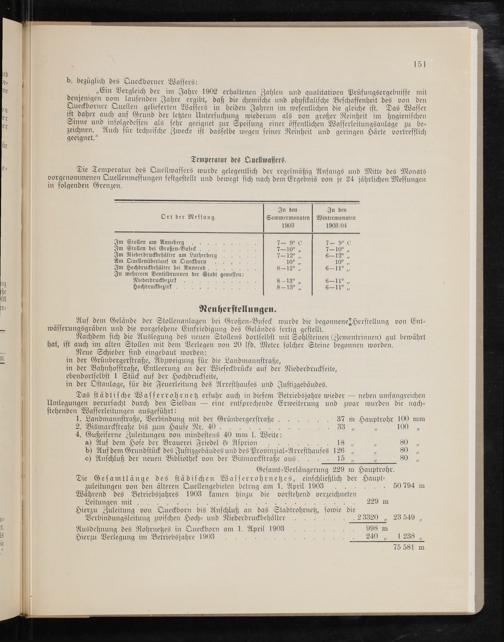 151
b. bezüglich des Queckborner Wassers:
„Ein Vergleich der im Jahre 1902 erhaltenen Zahlen und qualitativen Prüfungsergebnisse mit
denjenigen vom laufenden Jahre ergibt, daß die chemische und physikalische Beschaffenheit des von den
Queckborner Quellen gelieferten Wassers in beiden Jahren im wesentlichen die gleiche ist. Das Wasser
ist daher auch auf Grund der letzten Untersuchung wiederum als von großer Reinheit im hygienischen
Sinne und infolgedessen als sehr geeignet zur Speisung einer öffentlichen Wasserleitungsanlage zu be-
zeichnen. Auch für technische Zwecke ist dasselbe wegen seiner Reinheit und geringen Härte vortrefflich
geeignet."
Temperatur des Quellwassers.
Die Temperatur des Quellwassers wurde gelegentlich der regelmäßig Anfangs und Mitte des Monats
vorgenommenen Quellenmessungen festgestellt und bewegt sich nach dem Ergebnis von je 24 jährlichen Messungen
in folgenden Grenzen.
Ort der Messung In den Sommermonaten 1903 In den Wintermonaten 1903/04
Im Stollen am Anneberg 7— 9° C 7— 9° C
Im Stollen bei Großen-Buseck 7—10° „ 7—10° „
Im Niederdruckbehälter am Lutherberg 7—12° „ 6—12° „
Am Quellenüberlauf in Queckborn 10° „ 10° „
Im Hochdruckbehälter bei Annerod 8—12° „ 6—11° „
In mehreren Ventilbrunnen der Stadt gemessen:
Niederdruckbezirk 8—13° „ 6—11° „
Hochdruckbezirk 8—13° „ 6—11° „
Neuherstellungen.
Auf dem Gelände der Stollenanlagen bei Großen-Buseck wurde die begonnene Herstellung von Ent-
wässerungsgräben und die vorgesehene Einfriedigung des Geländes fertig gestellt.
Nachdem sich die Auslegung des neuen Stollens dortselbst mit Sohlsteinen (Zementrinnen) gut bewährt
hat, ist auch im alten Stollen mit dem Verlegen von 20 lfd. Meter solcher Steine begonnen worden.
Neue Schieber sind eingebaut worden:
in der Gründergerstraße, Abzweigung für die Landmannstraße,
in der Bahnhofstraße, Entleerung an der Wieseckbrücke auf der Niederdruckseite,
ebendortselbst 1 Stück auf der Hochdruckseite,
in der Ostanlage, für die Zeuerleitung des Arresthauses und Justizgebäudes.
Das städtische Wasserrohrnetz erfuhr auch in diesem Betriebsjahre wieder — neben umfangreichen
Umlegungen verursacht durch den Sielbau — eine entsprechende Erweiterung und zwar wurden die nach-
stehenden Wasserleitungen ausgeführt:
1. Landmannstraße, Verbindung mit der Gründergerstraße 37 m Hauptrohr 100 mm
2. Bismarckstraße bis zum Hause Nr. 40 33 „ „ 100 „
4. Gußeiserne Zuleitungen von mindestens 40 mm l. Weite:
a) Auf dem Hofe der Brauerei Friedel & Asprion 18 „ „ 80 „
b) Auf dem Grundstück des Justizgebäudes und des Provinzial-Arresthauses 126 „ „ 80 „
c) Anschluß der neuen Bibliothek von der Bismarckstraße aus 15 „ „ 80 „
Gesamt-Verlängerung 229 m Hauptrohr.
Die Gesamtlänge des städtischen Wasserrohrnetzes, einschließlich der Haupt-
zuleitungen von den älteren Quellengebieten betrug am 1. April 1903 50 794 m
Während des Betriebsjahres 1903 kamen hinzu die vorstehend verzeichneten
Leitungen mit 229 m
Hierzu Zuleitung von Queckborn bis Anschluß an das Stadtrohrnetz, sowie die
Verbindungsleitung zwischen Hoch- und Niederdruckbehälter 23320 „ 23 549 „
Ausdehnung des Rohrnetzes in Queckborn am 1. April 1903 998 m
Hierzu Verlegung im Betriebsjahre 1903 240 „ 1 238 „
75 581 m